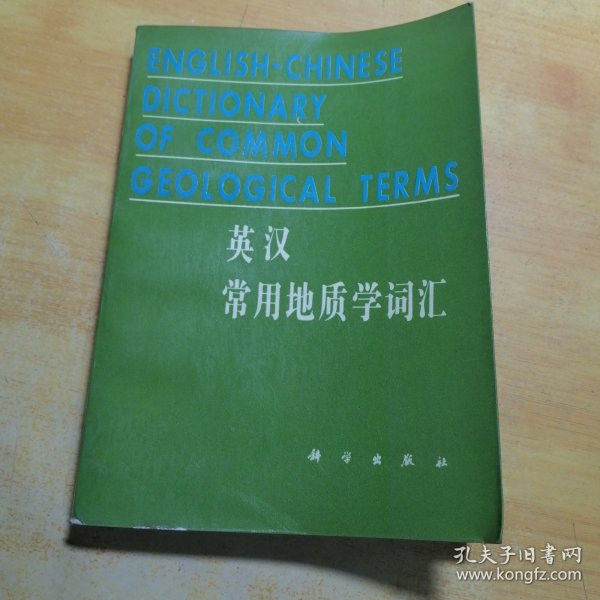 ENGLISH-CHINESE
DICTIONARY
OF COMMON
GEOLOGICAL TERMS
英汉
常用地质学词汇
科学出版社
孔夫子旧书网
www.kongfz.com